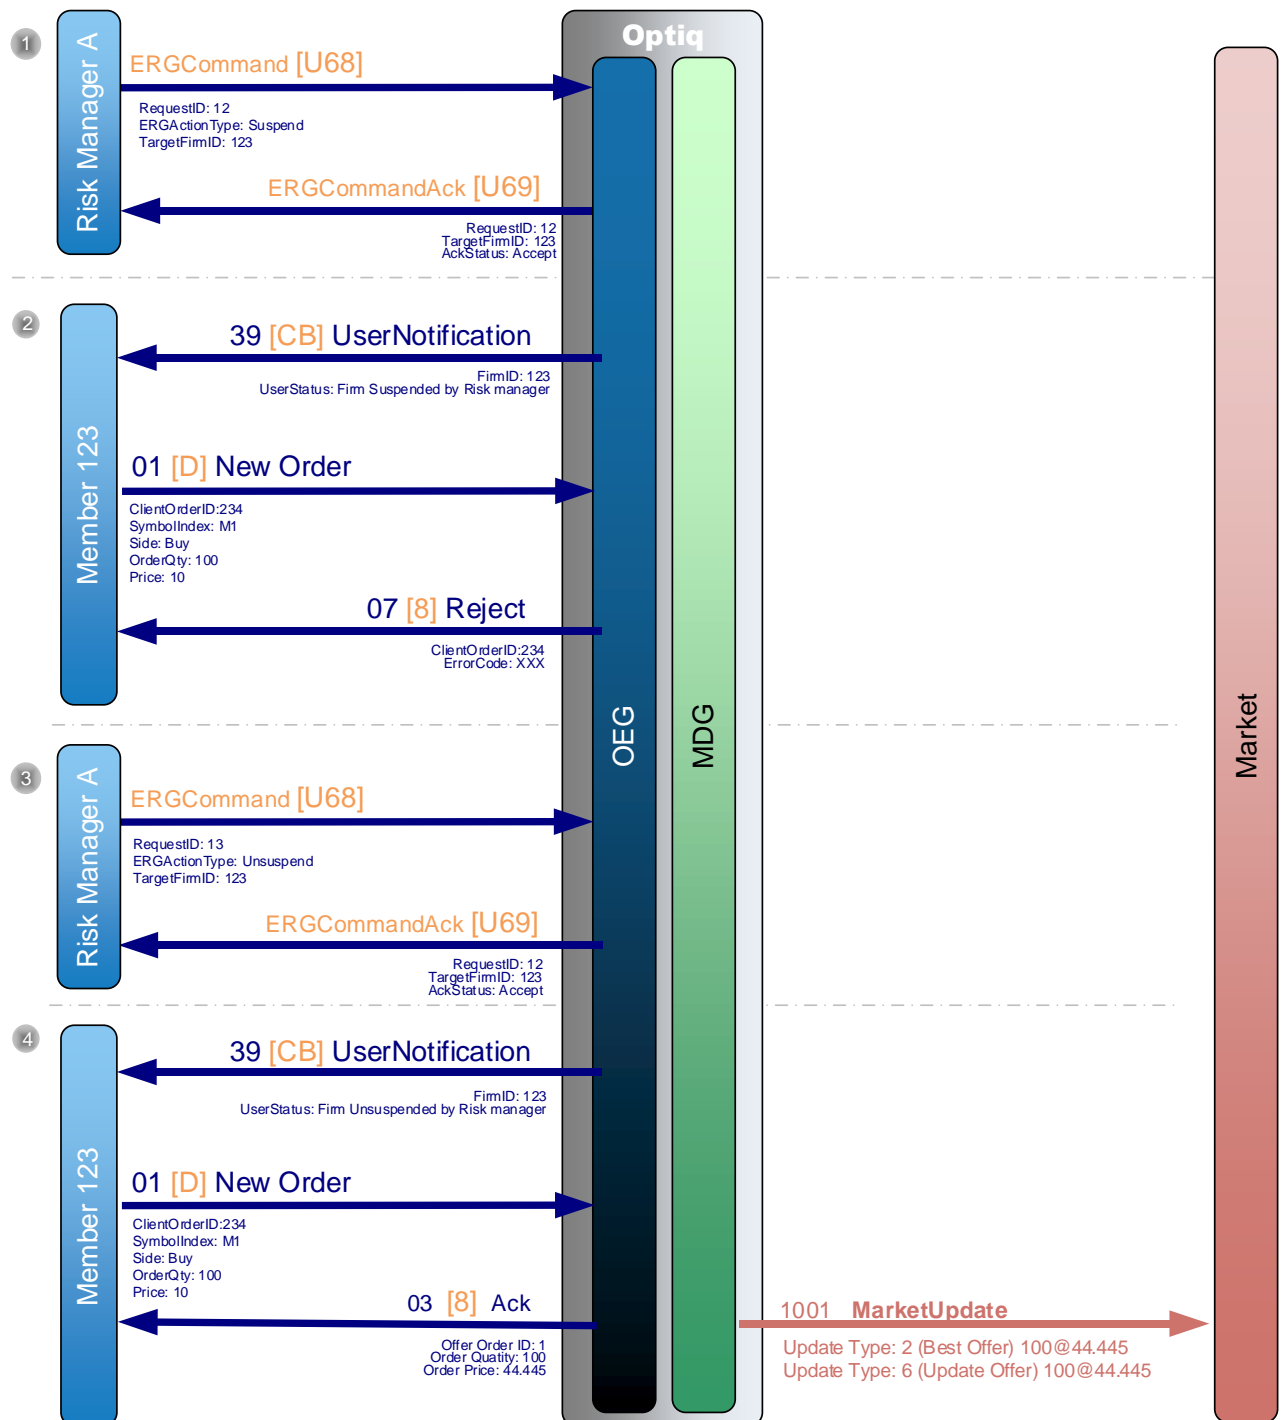 Optiq
1
Risk Manager A
ERGCommand [U68]
RequestID: 12
ERGActionType: Suspend
TargetFirmID: 123
ERGCommandAck [U69]
RequestID: 12
TargetFirmID: 123
AckStatus: Accept
2
Member 123
39 [CB] UserNotification
FirmID: 123
UserStatus: Firm Suspended by Risk manager
01 [D] New Order
ClientOrderID:234
SymbolIndex: M1
Side: Buy
OrderQty: 100
Price: 10
07 [8] Reject
ClientOrderID:234
ErrorCode: XXX
OEG
MDG
Market
3
Risk Manager A
ERGCommand [U68]
RequestID: 13
ERGActionType: Unsuspend
TargetFirmID: 123
ERGCommandAck [U69]
RequestID: 12
TargetFirmID: 123
AckStatus: Accept
4
Member 123
39 [CB] UserNotification
FirmID: 123
UserStatus: Firm Unsuspended by Risk manager
01 [D] New Order
ClientOrderID:234
SymbolIndex: M1
Side: Buy
OrderQty: 100
Price: 10
03 [8] Ack
Offer Order ID: 1
Order Quatity: 100
Order Price: 44.445
1001 MarketUpdate
Update Type: 2 (Best Offer) 100@44.445
Update Type: 6 (Update Offer) 100@44.445